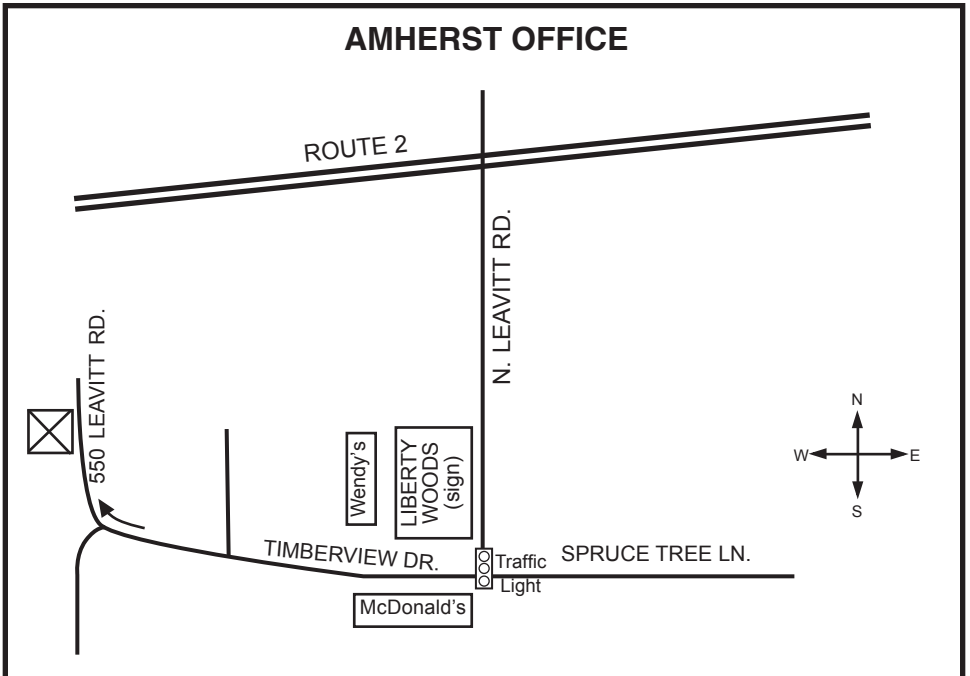 AMHERST OFFICE
ROUTE 2
N. LEAVITT RD.
550 LEAVITT RD.
Wendy's
LIBERTY
WOODS
(sign)
N
W
E
S
TIMBERVIEW DR.
Traffic
Light
SPRUCE TREE LN.
McDonald's